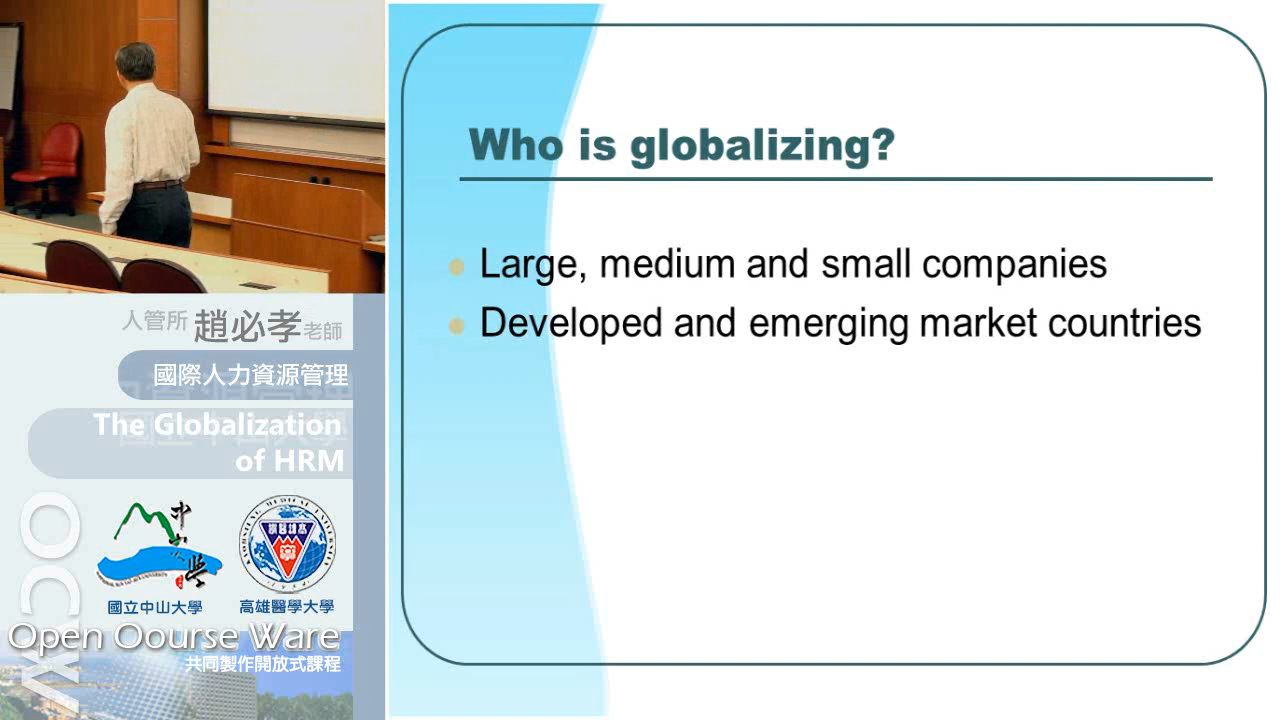 Who is globalizing?
Large, medium and small companies
Developed and emerging market countries
人管所 趙必孝老師
國際人力資源管理
The Globalization
of HRM
國立中山大學
高雄醫學大學
OCW
Open Oourse Ware
共同製作開放式課程